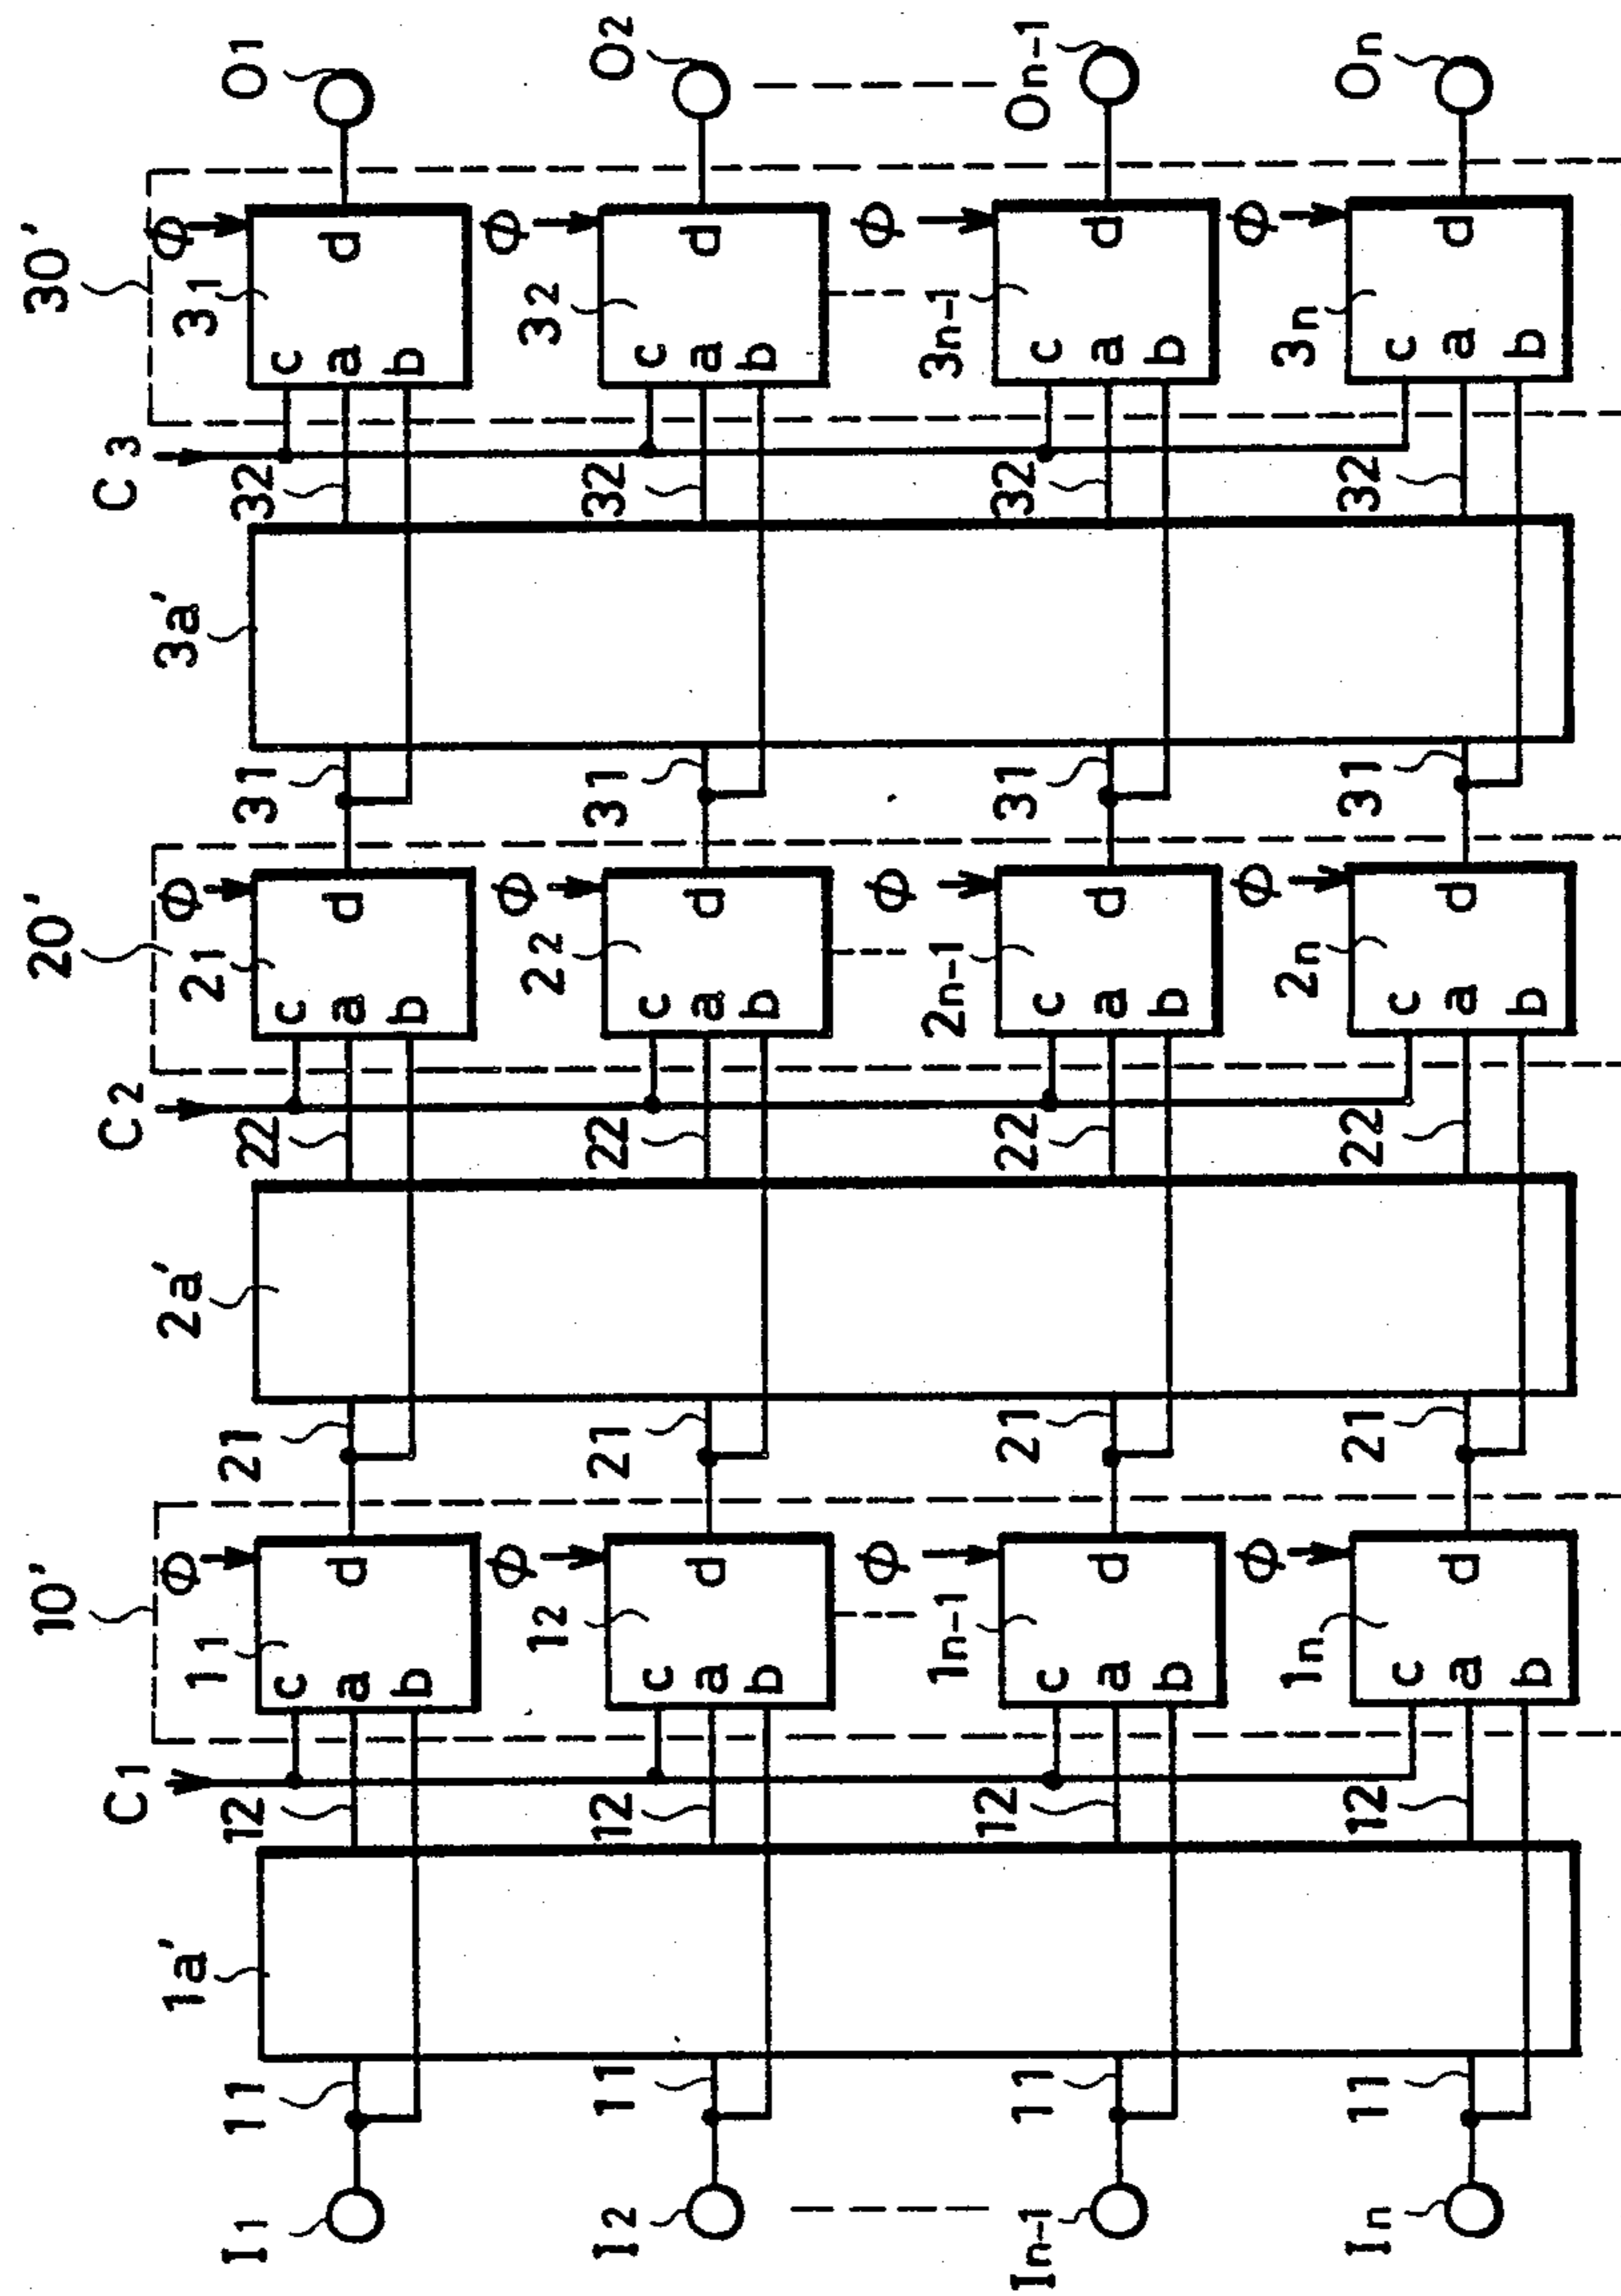 10' 20' 30'
C1 C2 C3
1a' 2a' 3a'
I1 11 12 11 φ c a b d 21 22 21 φ c a b d 31 32 31 φ c a b d O1
I2 11 12 12 φ c a b d 21 22 22 φ c a b d 31 32 32 φ c a b d O2
In-1 11 12 1n-1 φ c a b d 21 22 2n-1 φ c a b d 31 32 3n-1 φ c a b d On-1
In 11 12 1n φ c a b d 21 22 2n φ c a b d 31 32 3n φ c a b d On